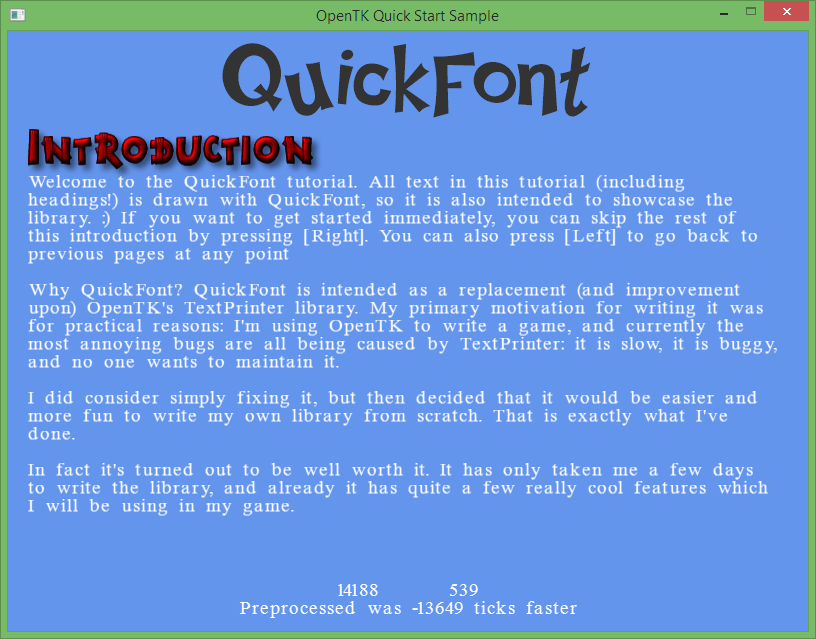 OpenTK Quick Start Sample
QuickFont
Introduction
Welcome to the QuickFont tutorial. All text in this tutorial (including
headings!) is drawn with QuickFont, so it is also intended to showcase the
library. :) If you want to get started immediately, you can skip the rest of
this introduction by pressing [Right]. You can also press [Left] to go back to
previous pages at any point
Why QuickFont? QuickFont is intended as a replacement (and improvement
upon) OpenTK's TextPrinter library. My primary motivation for writing it was
for practical reasons: I'm using OpenTK to write a game, and currently the
most annoying bugs are all being caused by TextPrinter: it is slow, it is buggy,
and no one wants to maintain it.
I did consider simply fixing it, but then decided that it would be easier and
more fun to write my own library from scratch. That is exactly what I've
done.
In fact it's turned out to be well worth it. It has only taken me a few days
to write the library, and already it has quite a few really cool features which
I will be using in my game.
14188 539
Preprocessed was -13649 ticks faster